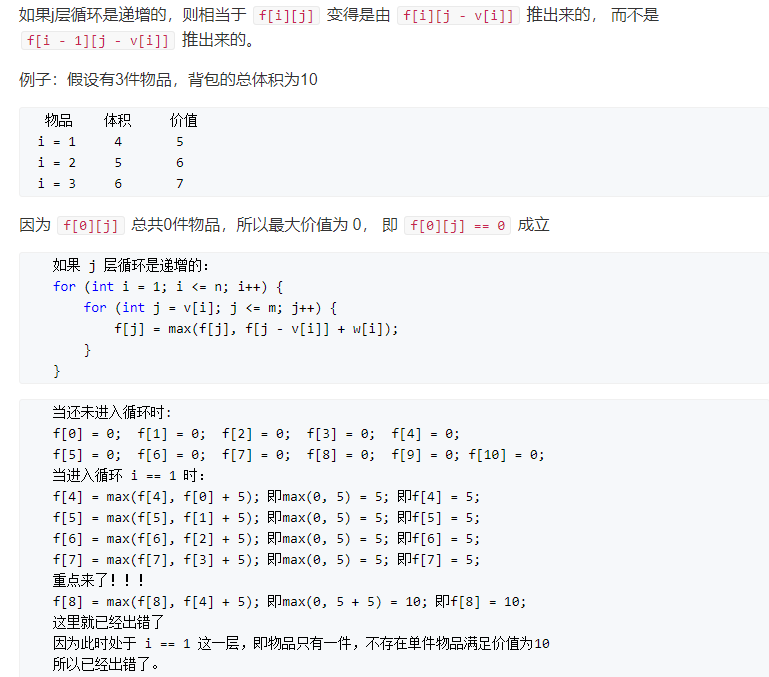 如果j层循环是递增的，则相当于 f[i][j] 变得是由 f[i][j - v[i]] 推出来的， 而不是
f[i - 1][j - v[i]] 推出来的。
例子：假设有3件物品，背包的总体积为10
物品 体积 价值
i = 1 4 5
i = 2 5 6
i = 3 6 7
因为 f[0][j] 总共0件物品，所以最大价值为 0， 即 f[0][j] == 0 成立
如果 j 层循环是递增的：
for (int i = 1; i <= n; i++) {
for (int j = v[i]; j <= m; j++) {
f[j] = max(f[j], f[j - v[i]] + w[i]);
}
}
当还未进入循环时:
f[0] = 0; f[1] = 0; f[2] = 0; f[3] = 0; f[4] = 0;
f[5] = 0; f[6] = 0; f[7] = 0; f[8] = 0; f[9] = 0; f[10] = 0;
当进入循环 i == 1 时：
f[4] = max(f[4], f[0] + 5); 即max(0, 5) = 5; 即f[4] = 5;
f[5] = max(f[5], f[1] + 5); 即max(0, 5) = 5; 即f[5] = 5;
f[6] = max(f[6], f[2] + 5); 即max(0, 5) = 5; 即f[6] = 5;
f[7] = max(f[7], f[3] + 5); 即max(0, 5) = 5; 即f[7] = 5;
重点来了！！！
f[8] = max(f[8], f[4] + 5); 即max(0, 5 + 5) = 10; 即f[8] = 10;
这里就已经出错了
因为此时处于 i == 1 这一层，即物品只有一件，不存在单件物品满足价值为10
所以已经出错了。